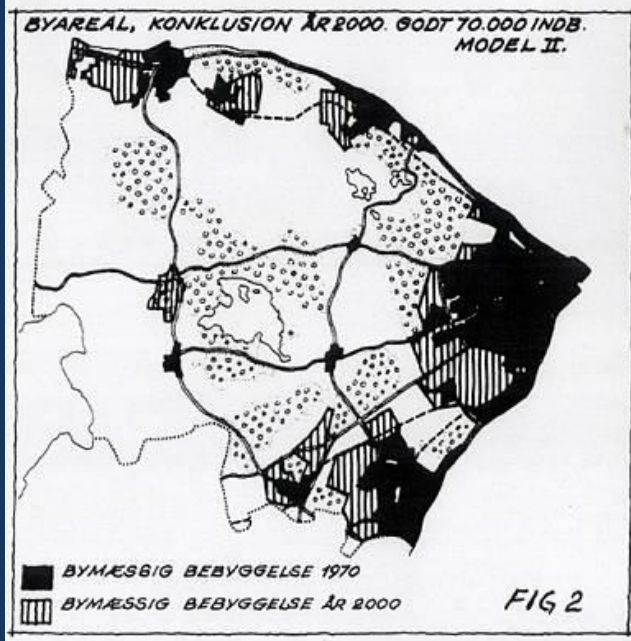 BYAREAL, KONKLUSION ÅR 2000. GODT 70.000 INDB.
MODEL II.
BYMÆSSIG BEBYGGELSE 1970
BYMÆSSIG BEBYGGELSE ÅR 2000
FIG 2